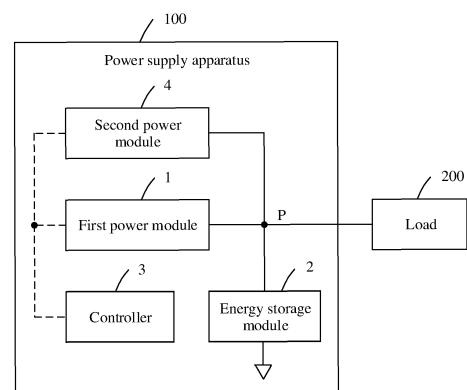 100
Power supply apparatus
4
Second power
module
1
200
First power module
P
Load
3
2
Controller
Energy storage
module